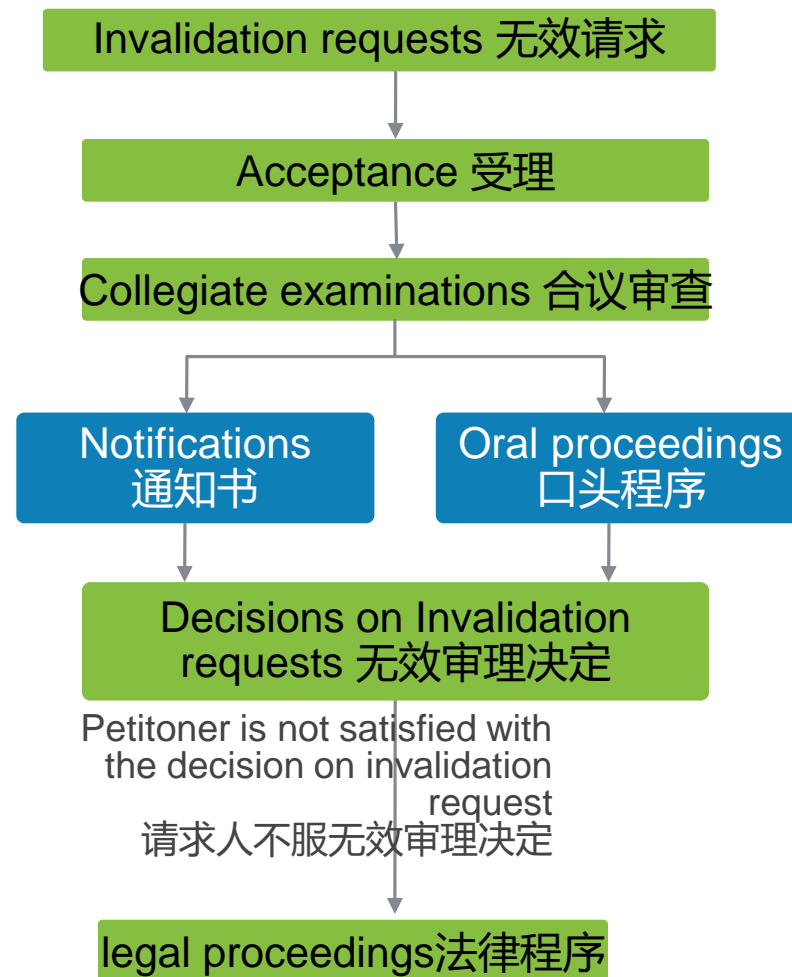 Invalidation requests 无效请求
Acceptance 受理
Collegiate examinations 合议审查
Notifications
通知书
Oral proceedings
口头程序
Decisions on Invalidation
requests 无效审理决定
Petitoner is not satisfied with
the decision on invalidation
request
请求人不服无效审理决定
legal proceedings法律程序